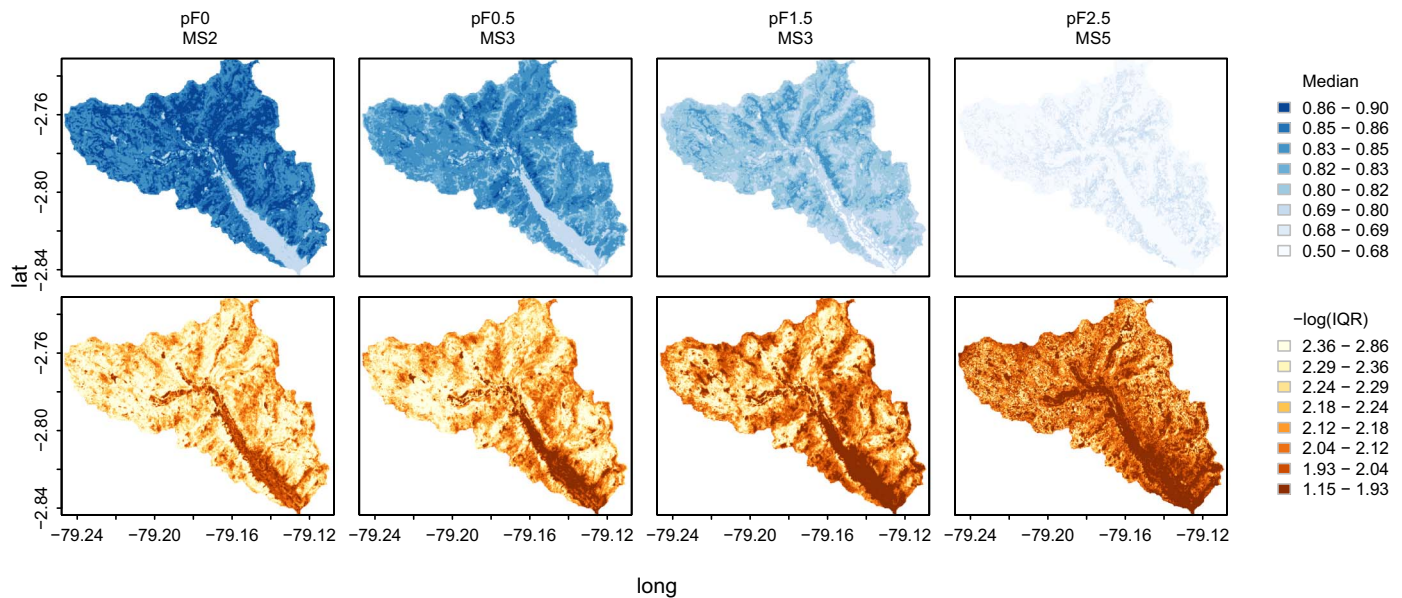 pF0
MS2
pF0.5
MS3
pF1.5
MS3
pF2.5
MS5
lat
−2.76
−2.80
−2.84
−2.76
−2.80
−2.84
−79.24
−79.20
−79.16
−79.12
−79.24
−79.20
−79.16
−79.12
−79.24
−79.20
−79.16
−79.12
−79.24
−79.20
−79.16
−79.12
long
Median
0.86 − 0.90
0.85 − 0.86
0.83 − 0.85
0.82 − 0.83
0.80 − 0.82
0.69 − 0.80
0.68 − 0.69
0.50 − 0.68
−log(IQR)
2.36 − 2.86
2.29 − 2.36
2.24 − 2.29
2.18 − 2.24
2.12 − 2.18
2.04 − 2.12
1.93 − 2.04
1.15 − 1.93